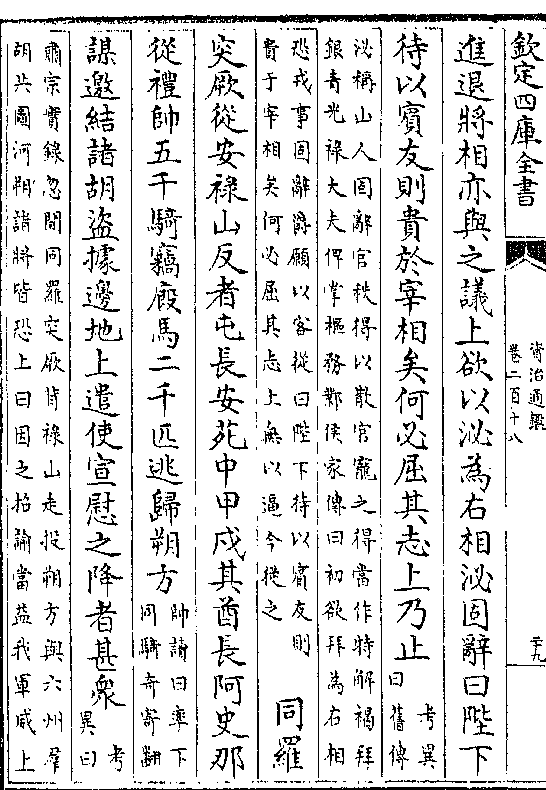 欽定四庫全書
資治通鑑
卷二百十八
進退將相亦與之議上欲以泌為右相泌固辭曰陛下
待以賓友則貴於宰相矣何必屈其志上乃止
考異
曰舊傳
泌稱山人固辭官秩得以散官寵之得當作特解褐拜
銀青光祿大夫俾掌樞務鄴侯家傳曰初欲拜為右相
恐戎事固辭爵願以客從曰陛下待以賓友則
貴于宰相矣何必屈其志上無以逼今從之
同羅
突厥從安祿山反者屯長安苑中甲戌其酋長阿史那
從禮帥五千騎竊廐馬二千匹逃歸朔方
帥讀曰率下
同騎奇寄翻
謀邀結諸胡盜據邊地上遣使宣慰之降者甚衆
考
異曰
肅宗實錄忽聞同羅突厥背祿山走投朔方與六州羣
胡共圖河朔諸將皆恐上曰因之招諭當益我軍威上